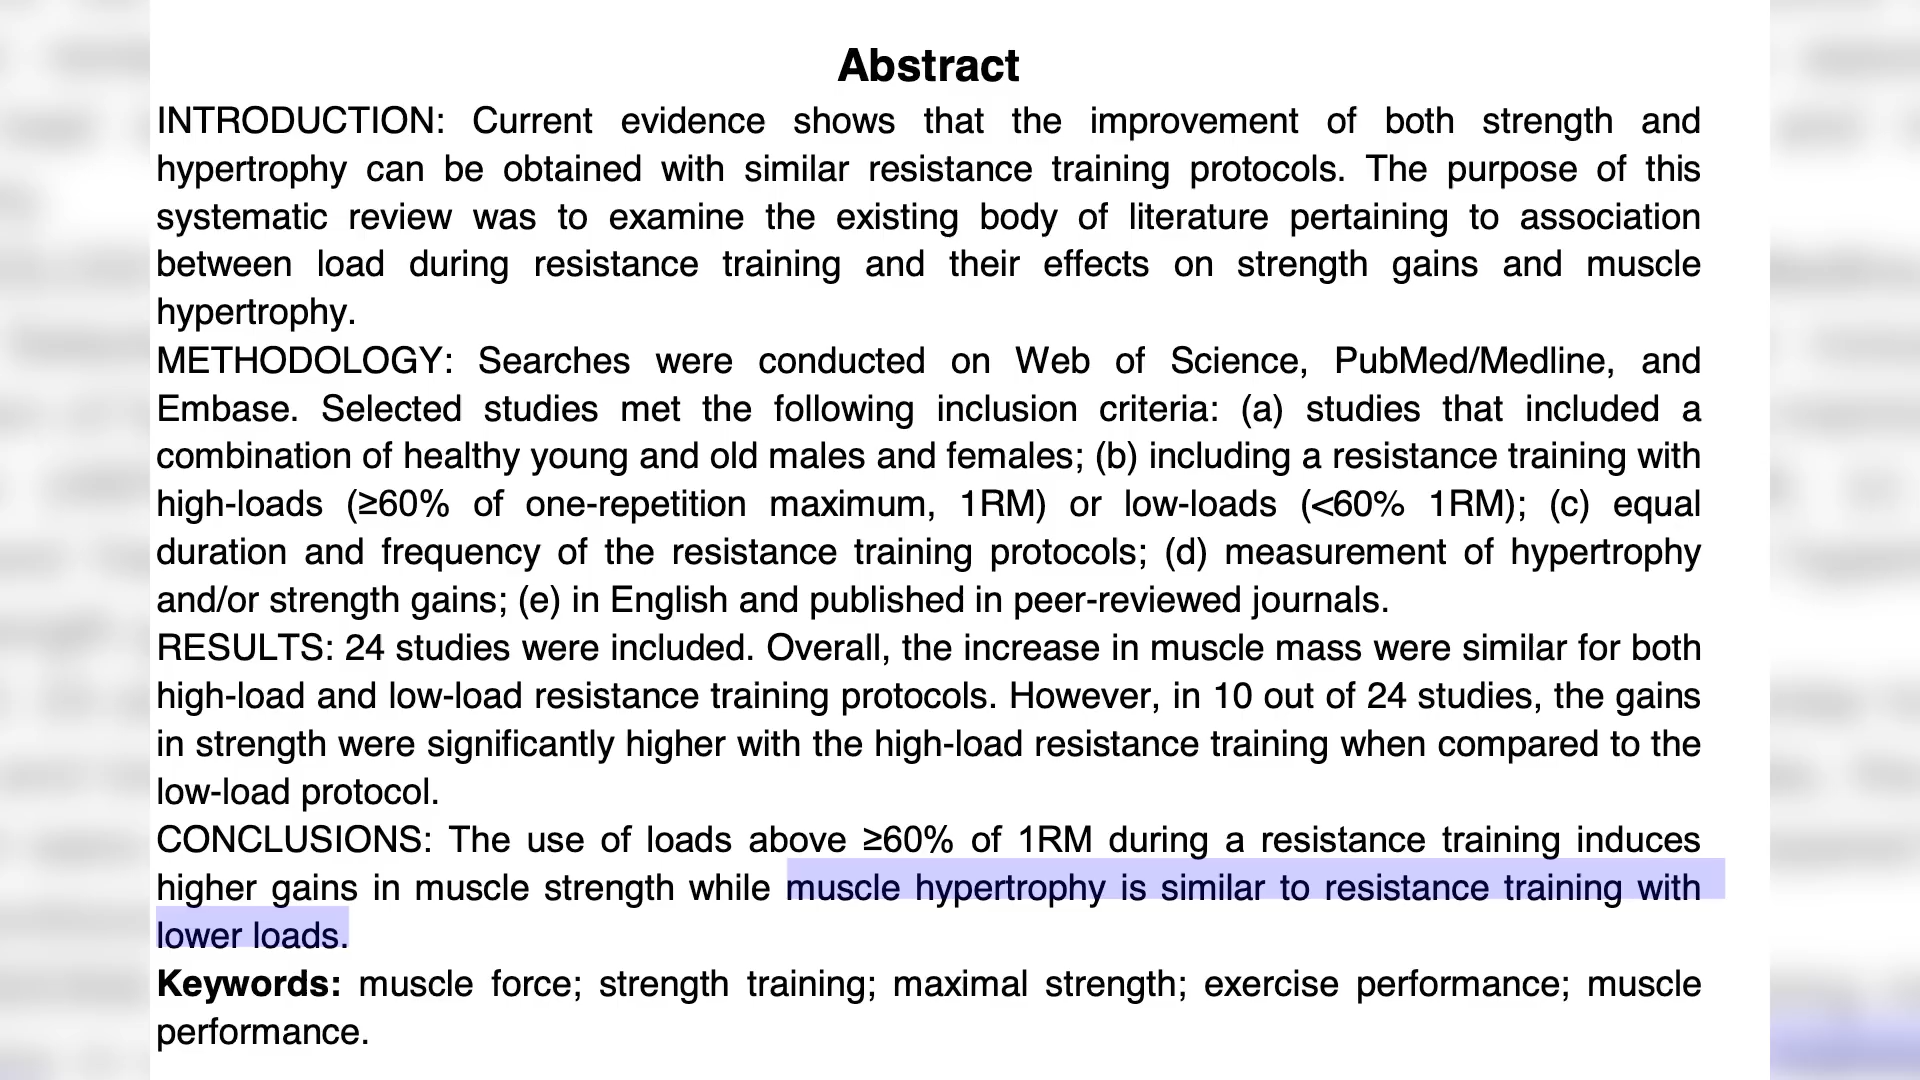 Abstract
INTRODUCTION: Current evidence shows that the improvement of both strength and
hypertrophy can be obtained with similar resistance training protocols. The purpose of this
systematic review was to examine the existing body of literature pertaining to association
between load during resistance training and their effects on strength gains and muscle
hypertrophy.
METHODOLOGY: Searches were conducted on Web of Science, PubMed/Medline, and
Embase. Selected studies met the following inclusion criteria: (a) studies that included a
combination of healthy young and old males and females; (b) including a resistance training with
high-loads (≥60% of one-repetition maximum, 1RM) or low-loads (<60% 1RM); (c) equal
duration and frequency of the resistance training protocols; (d) measurement of hypertrophy
and/or strength gains; (e) in English and published in peer-reviewed journals.
RESULTS: 24 studies were included. Overall, the increase in muscle mass were similar for both
high-load and low-load resistance training protocols. However, in 10 out of 24 studies, the gains
in strength were significantly higher with the high-load resistance training when compared to the
low-load protocol.
CONCLUSIONS: The use of loads above ≥60% of 1RM during a resistance training induces
higher gains in muscle strength while muscle hypertrophy is similar to resistance training with
lower loads.
Keywords: muscle force; strength training; maximal strength; exercise performance; muscle
performance.